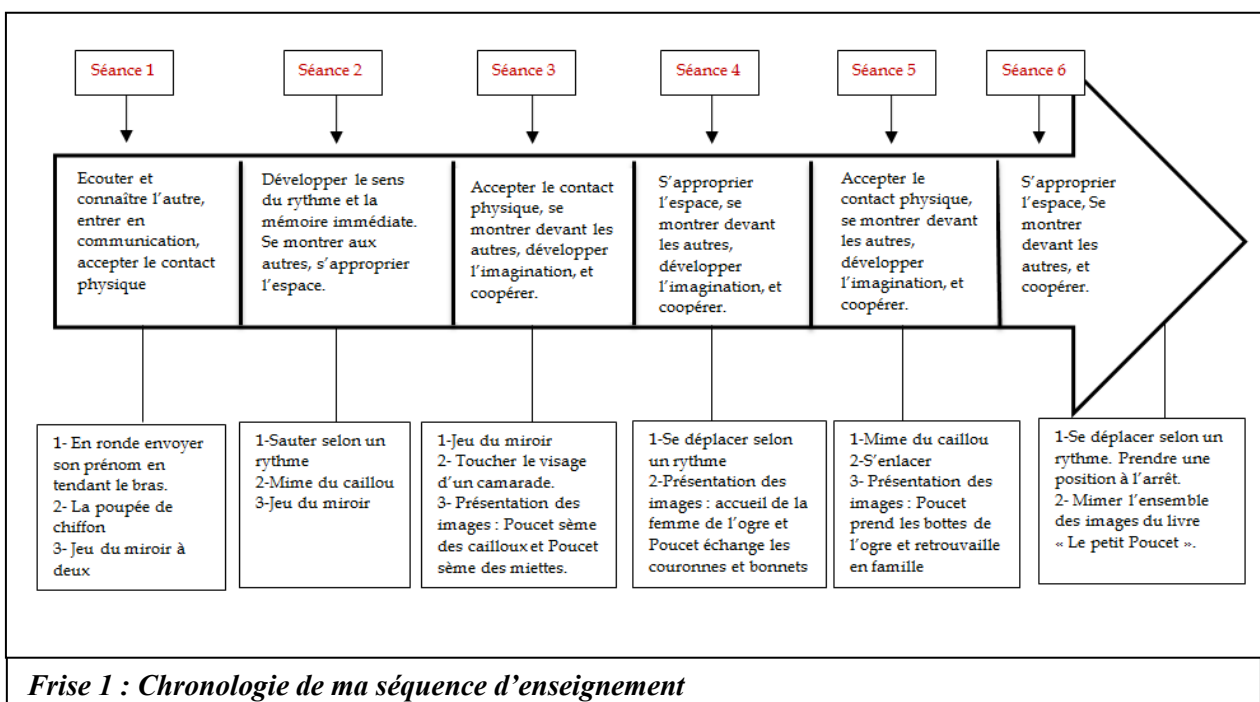 Séance 1
Séance 2
Séance 3
Séance 4
Séance 5
Séance 6
Ecouter et
connaître l’autre,
entrer en
communication,
accepter le contact
physique
Développer le sens
du rythme et la
mémoire immédiate.
Se montrer aux
autres, s’approprier
l’espace.
Accepter le contact
physique, se
montrer devant les
autres, développer
l’imagination, et
coopérer.
S’approprier
l’espace, se
montrer devant
les autres,
développer
l’imagination, et
coopérer.
Accepter le
contact physique,
se montrer devant
les autres,
développer
l’imagination, et
coopérer.
S’approprier
l’espace, Se
montrer
devant les
autres, et
coopérer.
1- En ronde envoyer
son prénom en
tendant le bras.
2- La poupée de
chiffon
3- Jeu du miroir à
deux
1-Sauter selon un
rythme
2-Mime du caillou
3-Jeu du miroir
1-Jeu du miroir
2- Toucher le visage
d’un camarade.
3- Présentation des
images : Poucet sème
des cailloux et Poucet
sème des miettes.
1-Se déplacer selon
un rythme
2-Présentation des
images : accueil de la
femme de l’ogre et
Poucet échange les
couronnes et bonnets
1-Mime du caillou
2-S’enlacer
3- Présentation des
images : Poucet
prend les bottes de
l’ogre et retrouvaille
en famille
1-Se déplacer selon un
rythme. Prendre une
position à l’arrêt.
2- Mimer l’ensemble
des images du livre
« Le petit Poucet ».
Frise 1 : Chronologie de ma séquence d’enseignement